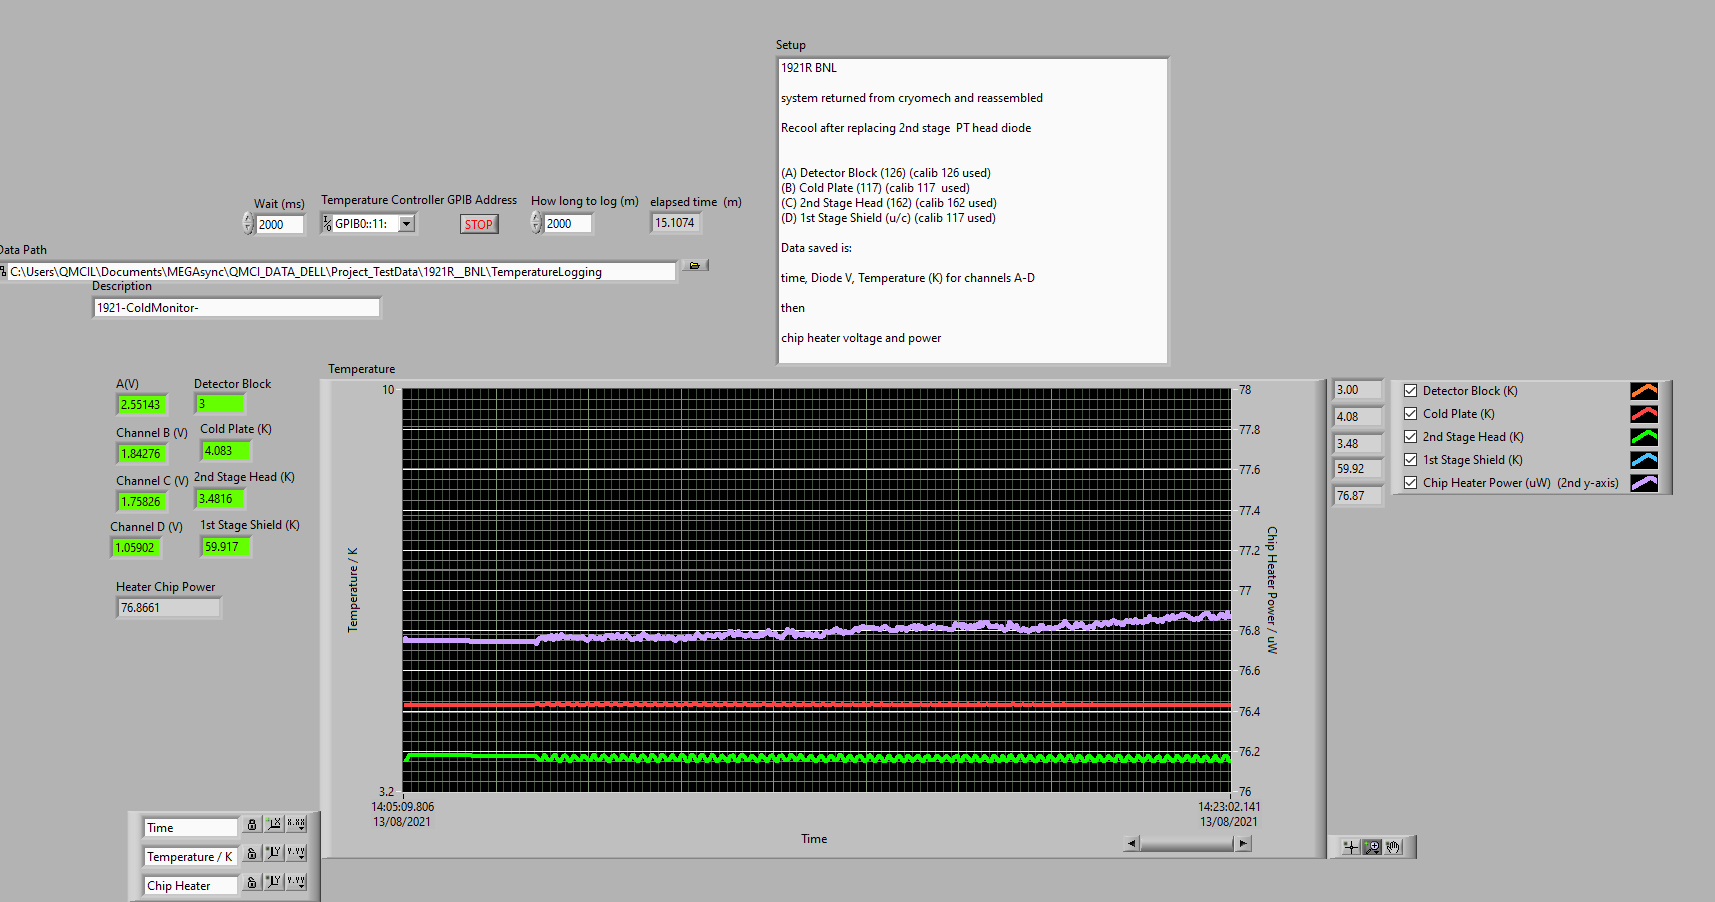 Setup
1921R BNL
system returned from cryomech and reassembled
Recool after replacing 2nd stage  PT head diode
(A) Detector Block (126) (calib 126 used)
(B) Cold Plate (117) (calib 117  used)
(C) 2nd Stage Head (162) (calib 162 used)
(D) 1st Stage Shield (u/c) (calib 117 used)
Data saved is:
time, Diode V, Temperature (K) for channels A-D
then
chip heater voltage and power
Wait (ms)
2000
Temperature Controller GPIB Address
GPIB0::11:
STOP
How long to log (m)
2000
elapsed time  (m)
15.1074
Data Path
C:\Users\QMCIL\Documents\MEGAsync\QMCI_DATA_DELL\Project_TestData\1921R_BNL\TemperatureLogging
Description
1921-ColdMonitor-
A(V)
2.55143
Detector Block
3
Channel B (V)
1.84276
Cold Plate (K)
4.083
Channel C (V)
1.75826
2nd Stage Head (K)
3.4816
Channel D (V)
1.05902
1st Stage Shield (K)
59.917
Heater Chip Power
76.8661
Temperature
10
3.2
Temperature / K
78
77.8
77.6
77.4
77.2
77
76.8
76.6
76.4
76.2
76
Chip Heater Power / uW
14:05:09.806
13/08/2021
14:23:02.141
13/08/2021
Time
3.00
Detector Block (K)
4.08
Cold Plate (K)
3.48
2nd Stage Head (K)
59.92
1st Stage Shield (K)
76.87
Chip Heater Power (uW)  (2nd y-axis)
Time
Temperature / K
Chip Heater